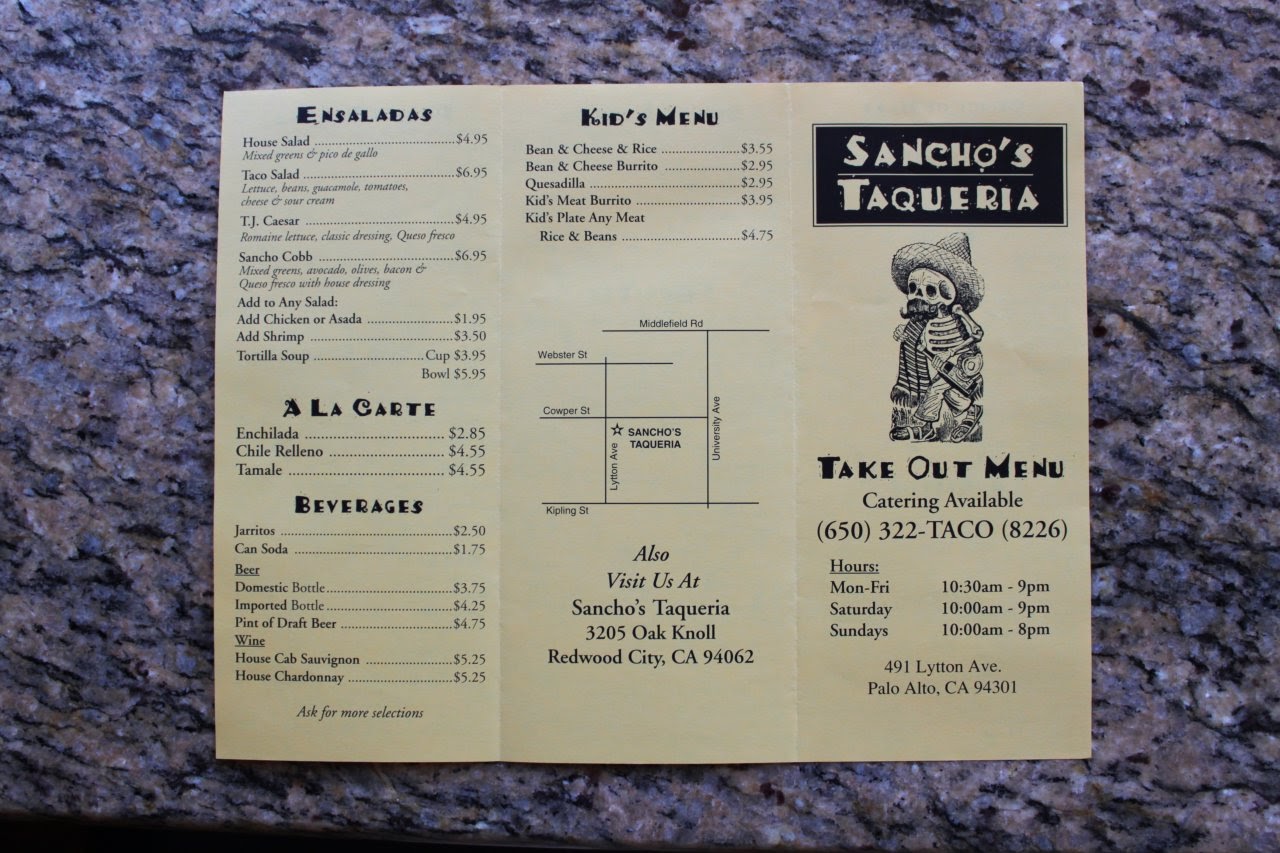 ENSALADAS
House Salad ........ $4.95
Mixed greens & pico de gallo
Taco Salad ........ $6.95
Lettuce, beans, guacamole, tomatoes,
cheese & sour cream
T.J. Caesar ........ $4.95
Romaine lettuce, classic dressing, Queso fresco
Sancho Cobb ........ $6.95
Mixed greens, avocado, olives, bacon &
Queso fresco with house dressing
Add to Any Salad:
Add Chicken or Asada ........ $1.95
Add Shrimp ........ $3.50
Tortilla Soup ........ Cup $3.95
Bowl $5.95
A LA CARTE
Enchilada ........ $2.85
Chile Relleno ........ $4.55
Tamale ........ $4.55
BEVERAGES
Jarritos ........ $2.50
Can Soda ........ $1.75
Beer
Domestic Bottle ........ $3.75
Imported Bottle ........ $4.25
Pint of Draft Beer ........ $4.75
Wine
House Cab Sauvignon ........ $5.25
House Chardonnay ........ $5.25
Ask for more selections
KID'S MENU
Bean & Cheese & Rice ........ $3.55
Bean & Cheese Burrito ........ $2.95
Quesadilla ........ $2.95
Kid's Meat Burrito ........ $3.95
Kid's Plate Any Meat
Rice & Beans ........ $4.75
Middlefield Rd
Webster St
Cowper St
University Ave
SANCHO'S
TAQUERIA
Lytton Ave
Kipling St
Also
Visit Us At
Sancho's Taqueria
3205 Oak Knoll
Redwood City, CA 94062
SANCHO'S
TAQUERIA
TAKE OUT MENU
Catering Available
(650) 322-TACO (8226)
Hours:
Mon-Fri 10:30am - 9pm
Saturday 10:00am - 9pm
Sundays 10:00am - 8pm
491 Lytton Ave.
Palo Alto, CA 94301